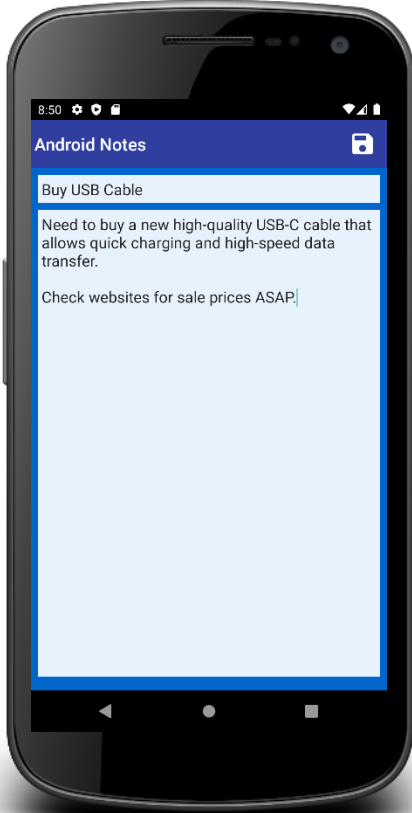 8:50
Android Notes
Buy USB Cable
Need to buy a new high-quality USB-C cable that
allows quick charging and high-speed data
transfer.
Check websites for sale prices ASAP.